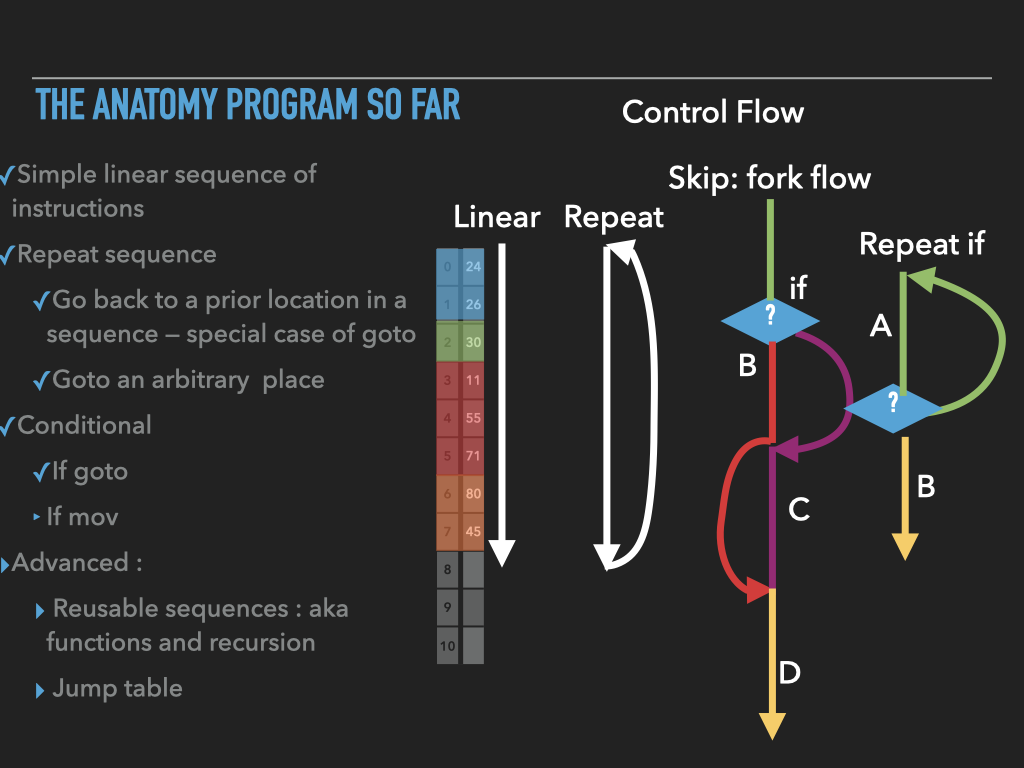 THE ANATOMY PROGRAM SO FAR
✓Simple linear sequence of
instructions
✓Repeat sequence
✓Go back to a prior location in a
sequence – special case of goto
✓Goto an arbitrary place
✓Conditional
✓If goto
▸ If mov
▸Advanced :
▸ Reusable sequences : aka
functions and recursion
▸ Jump table
Control Flow
Linear
Repeat
Skip: fork flow
Repeat if
0 24
1 26
2 30
3 11
4 55
5 71
6 80
7 45
8
9
10
if
?
B
C
D
A
?
B